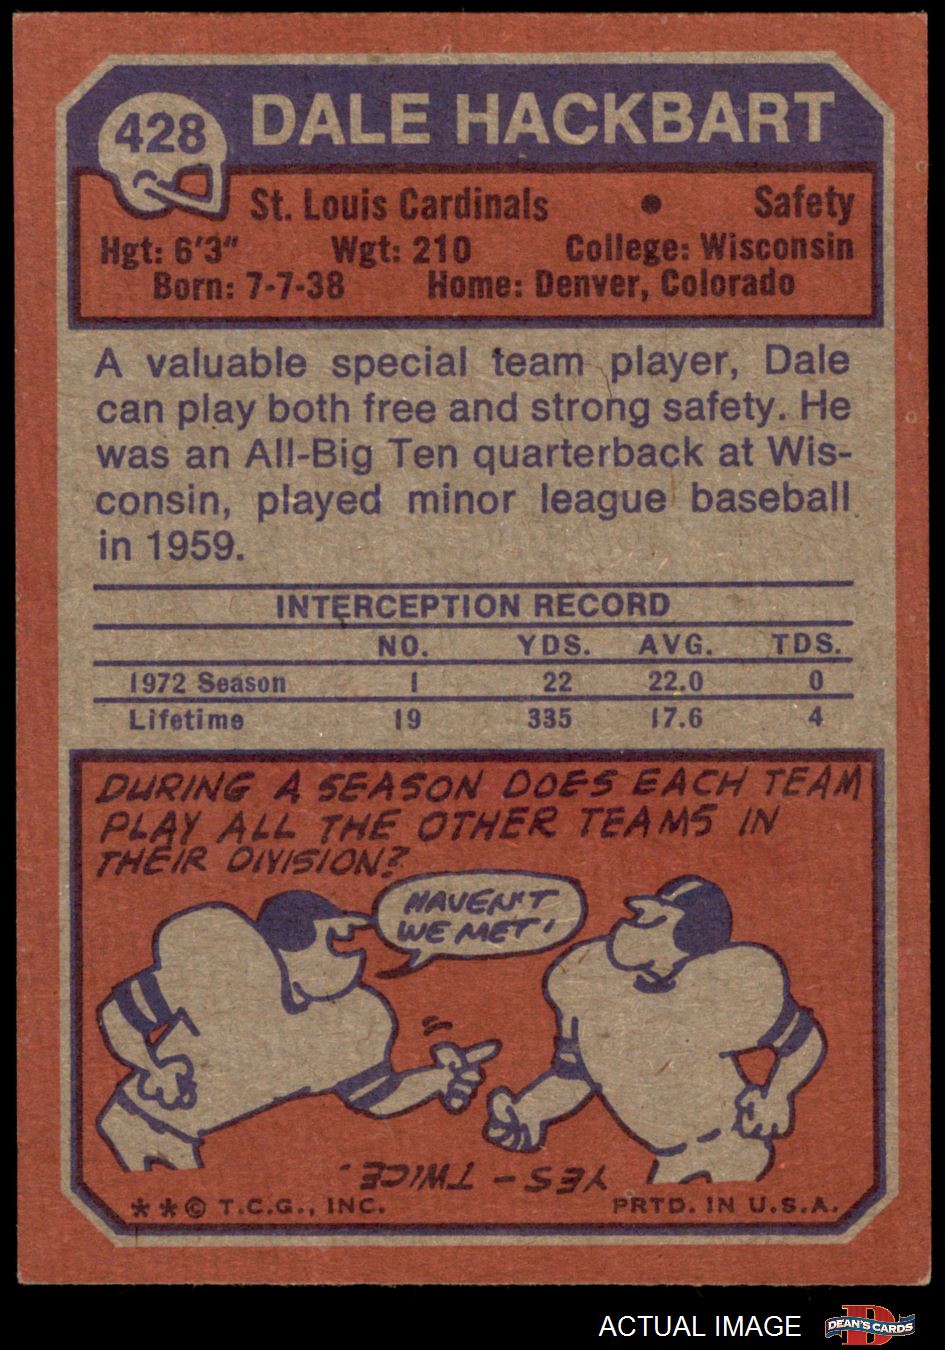 428 DALE HACKBART
St. Louis Cardinals • Safety
Hgt: 6'3" Wgt: 210 College: Wisconsin
Born: 7-7-38 Home: Denver, Colorado
A valuable special team player, Dale
can play both free and strong safety. He
was an All-Big Ten quarterback at Wis-
consin, played minor league baseball
in 1959.
INTERCEPTION RECORD
NO. YDS. AVG. TDS.
1972 Season 1 22 22.0 0
Lifetime 19 335 17.6 4
DURING A SEASON DOES EACH TEAM
PLAY ALL THE OTHER TEAMS IN
THEIR DIVISION?
HAVEN'T
WE MET!
YES - TWICE.
**© T.C.G., INC. PRTD. IN U.S.A.
ACTUAL IMAGE DEAN'S CARDS